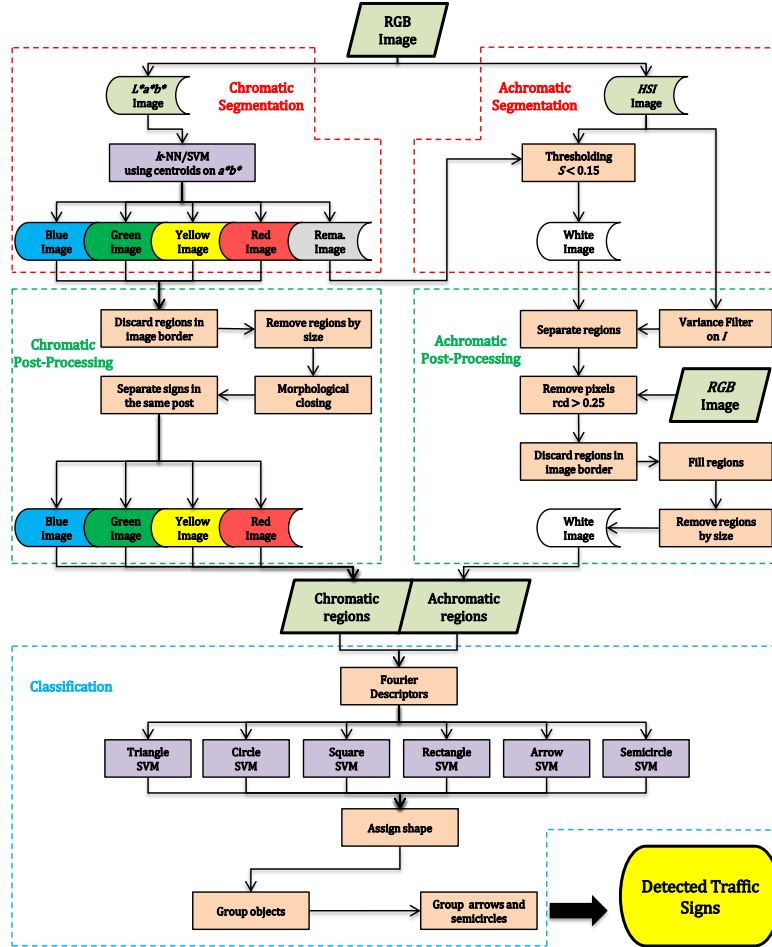 RGB
Image
L*a*b*
Image
Chromatic
Segmentation
Achromatic
Segmentation
HSI
Image
k-NN/SVM
using centroids on a*b*
Thresholding
S < 0.15
Blue
Image
Green
Image
Yellow
Image
Red
Image
Rema.
Image
White
Image
Discard regions in
image border
Remove regions by
size
Chromatic
Post-Processing
Separate signs in
the same post
Morphological
closing
Separate regions
Variance Filter
on I
Achromatic
Post-Processing
Remove pixels
rcd > 0.25
RGB
Image
Discard regions in
image border
Fill regions
Blue
Image
Green
Image
Yellow
Image
Red
Image
White
Image
Remove regions
by size
Chromatic
regions
Achromatic
regions
Classification
Fourier
Descriptors
Triangle
SVM
Circle
SVM
Square
SVM
Rectangle
SVM
Arrow
SVM
Semicircle
SVM
Assign shape
Group objects
Group arrows and
semicircles
Detected Traffic
Signs